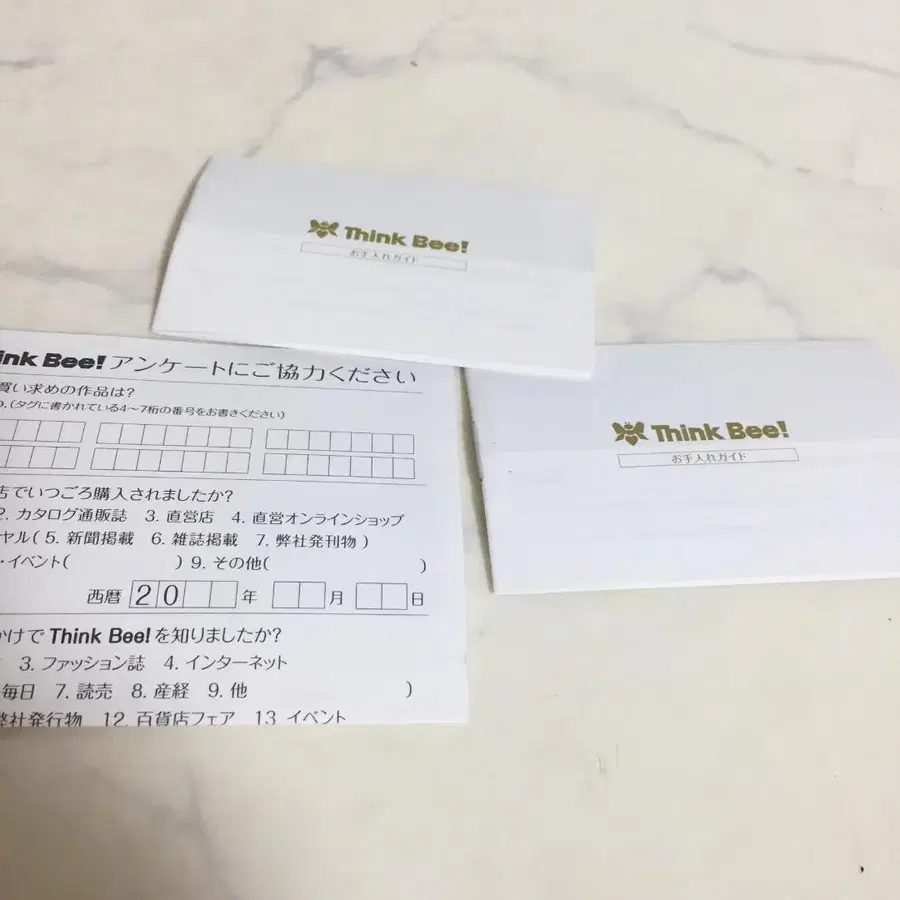 Think Bee!
お手入れガイド
ink Bee! アンケートにご協力ください
買い求めの作品は?
(タグに書かれている4〜7桁の番号をお書きください)
店でいつごろ購入されましたか?
2. カタログ通販誌 3. 直営店 4. 直営オンラインショップ
ヤル( 5. 新聞掲載 6. 雑誌掲載 7. 弊社発刊物 )
・イベント( ) 9. その他( )
西暦 20 年 月 日
かけで Think Bee! を知りましたか?
3. ファッション誌 4. インターネット
毎日 7. 読売 8. 産経 9. 他 )
弊社発行物 12. 百貨店フェア 13. イベント
Think Bee!
お手入れガイド